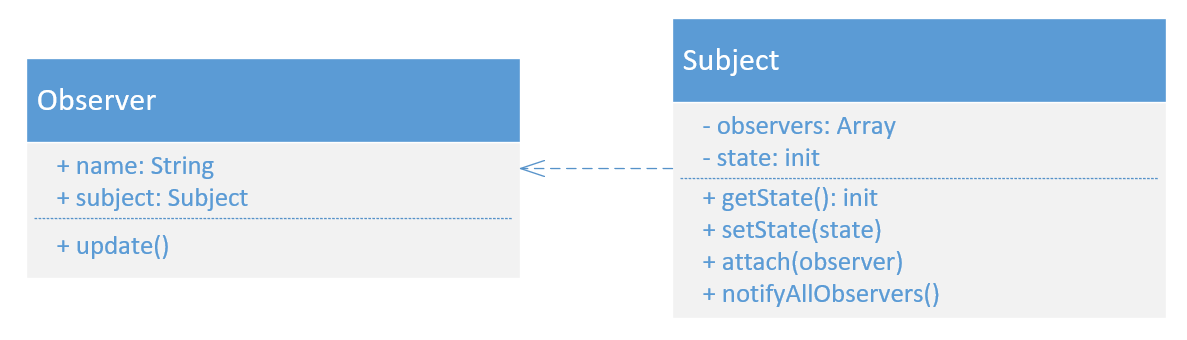 Observer
+ name: String
+ subject: Subject
+ update()
Subject
- observers: Array
- state: init
+ getState(): init
+ setState(state)
+ attach(observer)
+ notifyAllObservers()